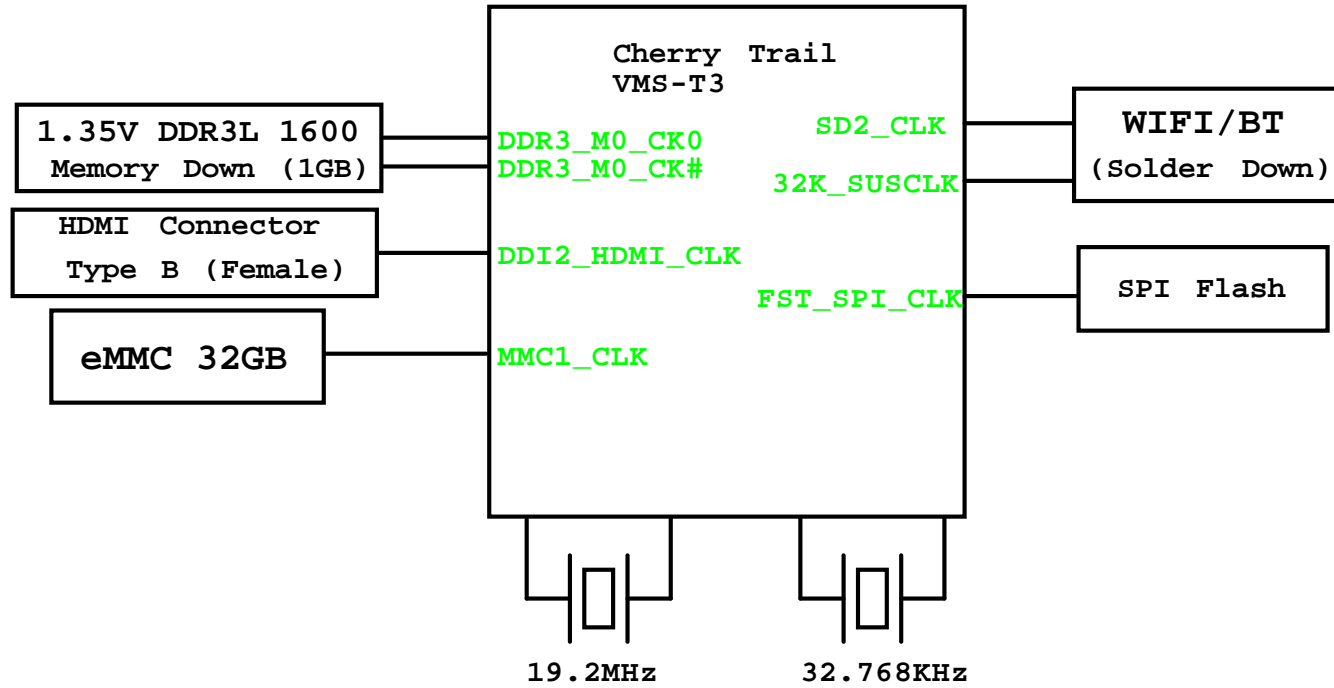 Cherry Trail
VMS-T3
1.35V DDR3L 1600
Memory Down (1GB)
HDMI Connector
Type B (Female)
eMMC 32GB
DDR3_M0_CK0
DDR3_M0_CK#
DDI2_HDMI_CLK
MMC1_CLK
SD2_CLK
32K_SUSCLK
FST_SPI_CLK
WIFI/BT
(Solder Down)
SPI Flash
19.2MHz
32.768KHz